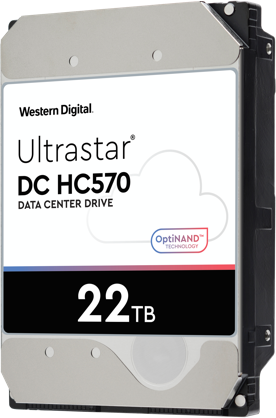 Western Digital.
Ultrastar®
DC HC570
DATA CENTER DRIVE
OptiNAND™
TECHNOLOGY
22TB